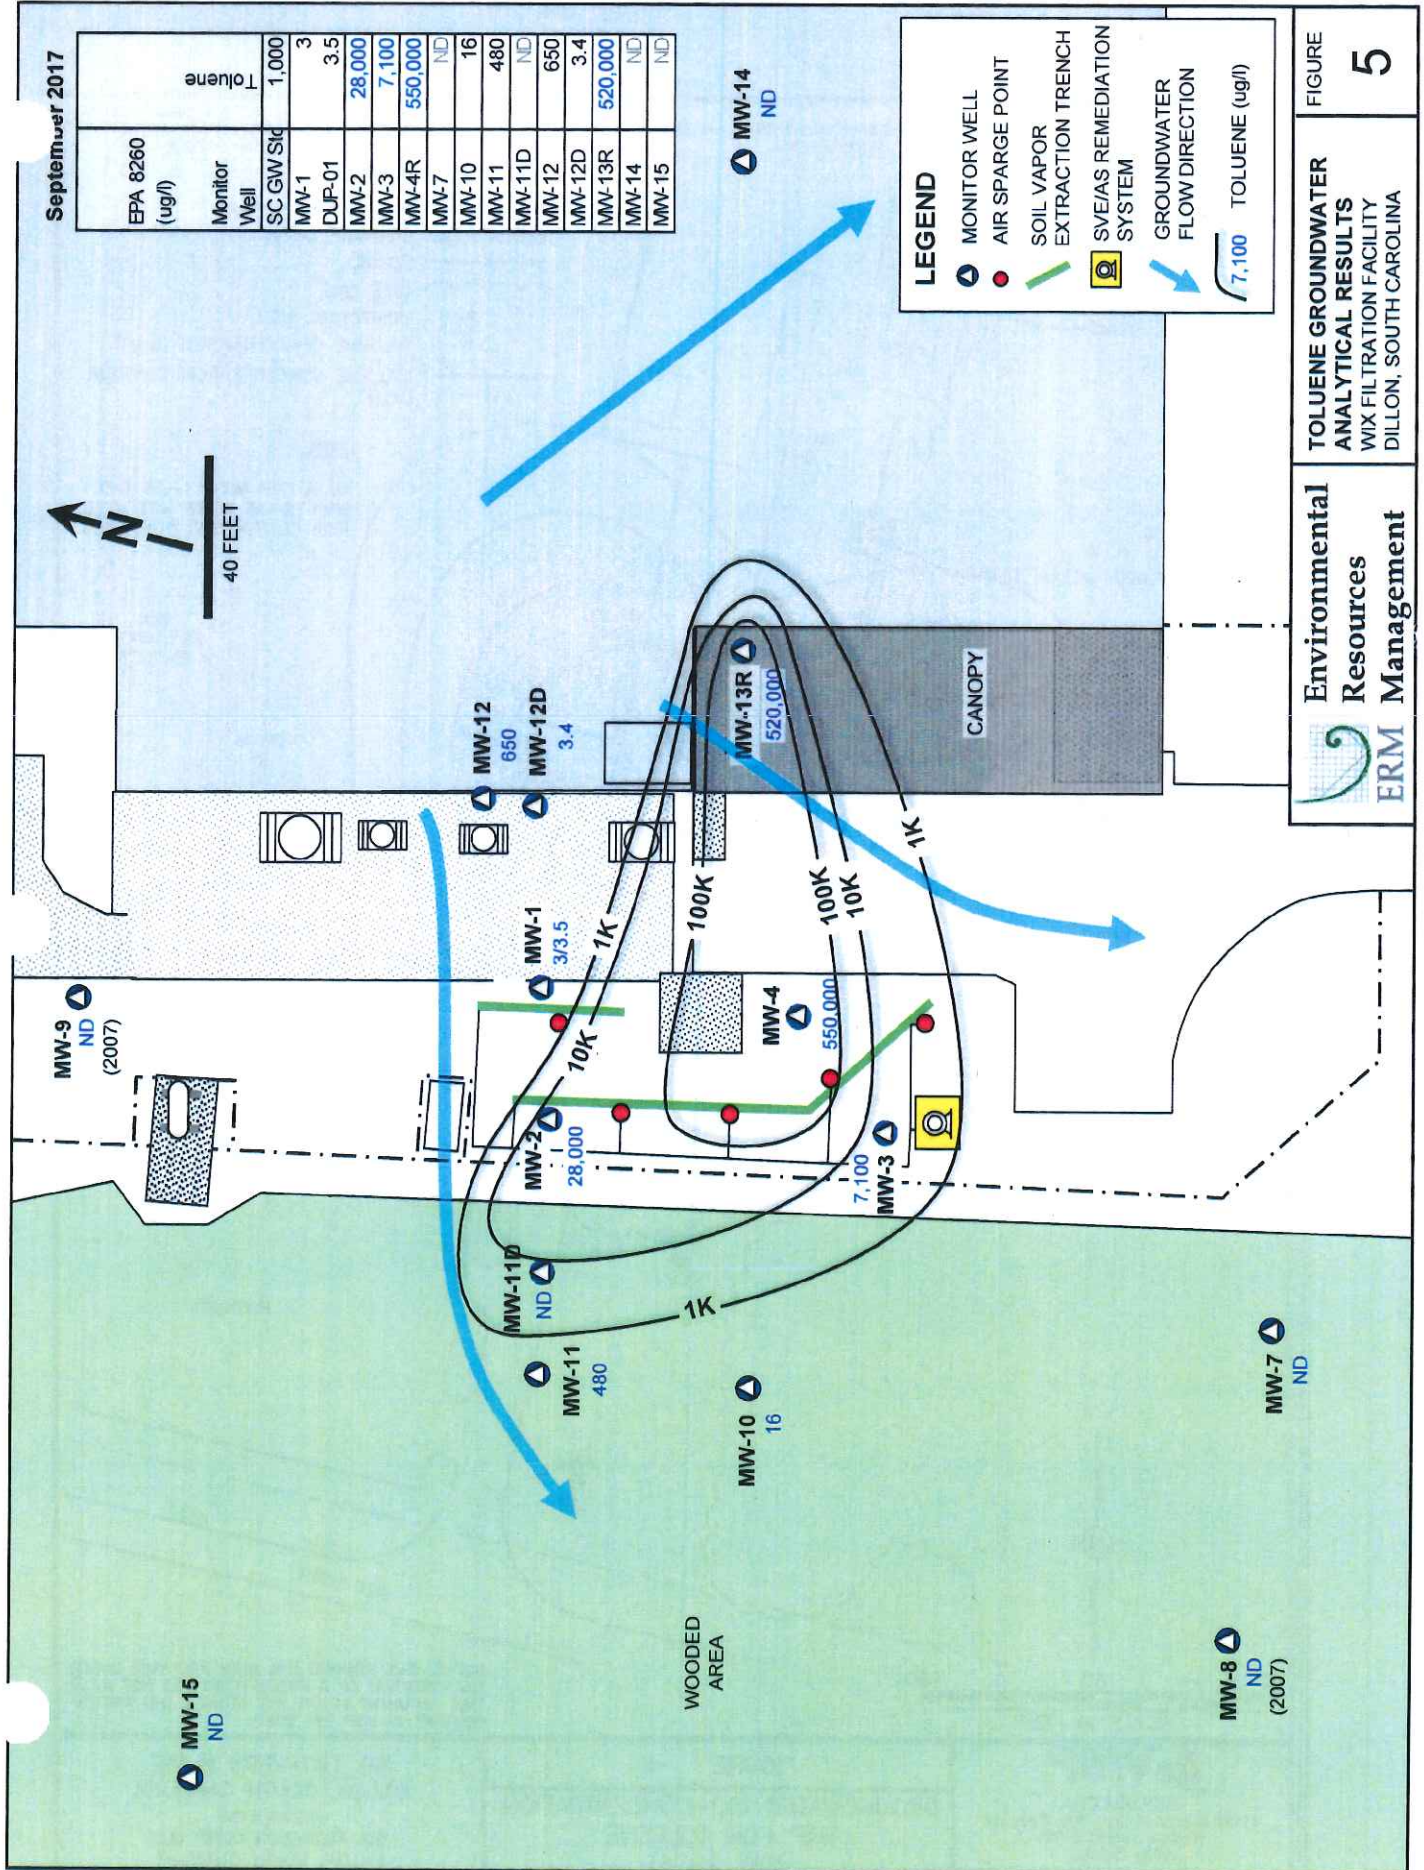 September 2017
EPA 8260
(ug/l)
Monitor
Well
Toluene
SC GW Std 1,000
MW-1 3
DUP-01 3.5
MW-2 28,000
MW-3 7,100
MW-4R 550,000
MW-7 ND
MW-10 16
MW-11 480
MW-11D ND
MW-12 650
MW-12D 3.4
MW-13R 520,000
MW-14 ND
MW-15 ND
N
40 FEET
MW-14
ND
MW-9
ND
(2007)
MW-12
650
MW-12D
3.4
MW-1
3/3.5
MW-2
28,000
MW-11D
ND
MW-11
480
MW-10
16
MW-15
ND
WOODED
AREA
MW-13R
520,000
CANOPY
MW-4
550,000
7,100
MW-3
1K
10K
100K
100K
10K
1K
1K
MW-7
ND
MW-8
ND
(2007)
LEGEND
MONITOR WELL
AIR SPARGE POINT
SOIL VAPOR
EXTRACTION TRENCH
SVE/AS REMEDIATION
SYSTEM
GROUNDWATER
FLOW DIRECTION
7,100 TOLUENE (ug/l)
Environmental
Resources
ERM Management
TOLUENE GROUNDWATER
ANALYTICAL RESULTS
WIX FILTRATION FACILITY
DILLON, SOUTH CAROLINA
FIGURE
5